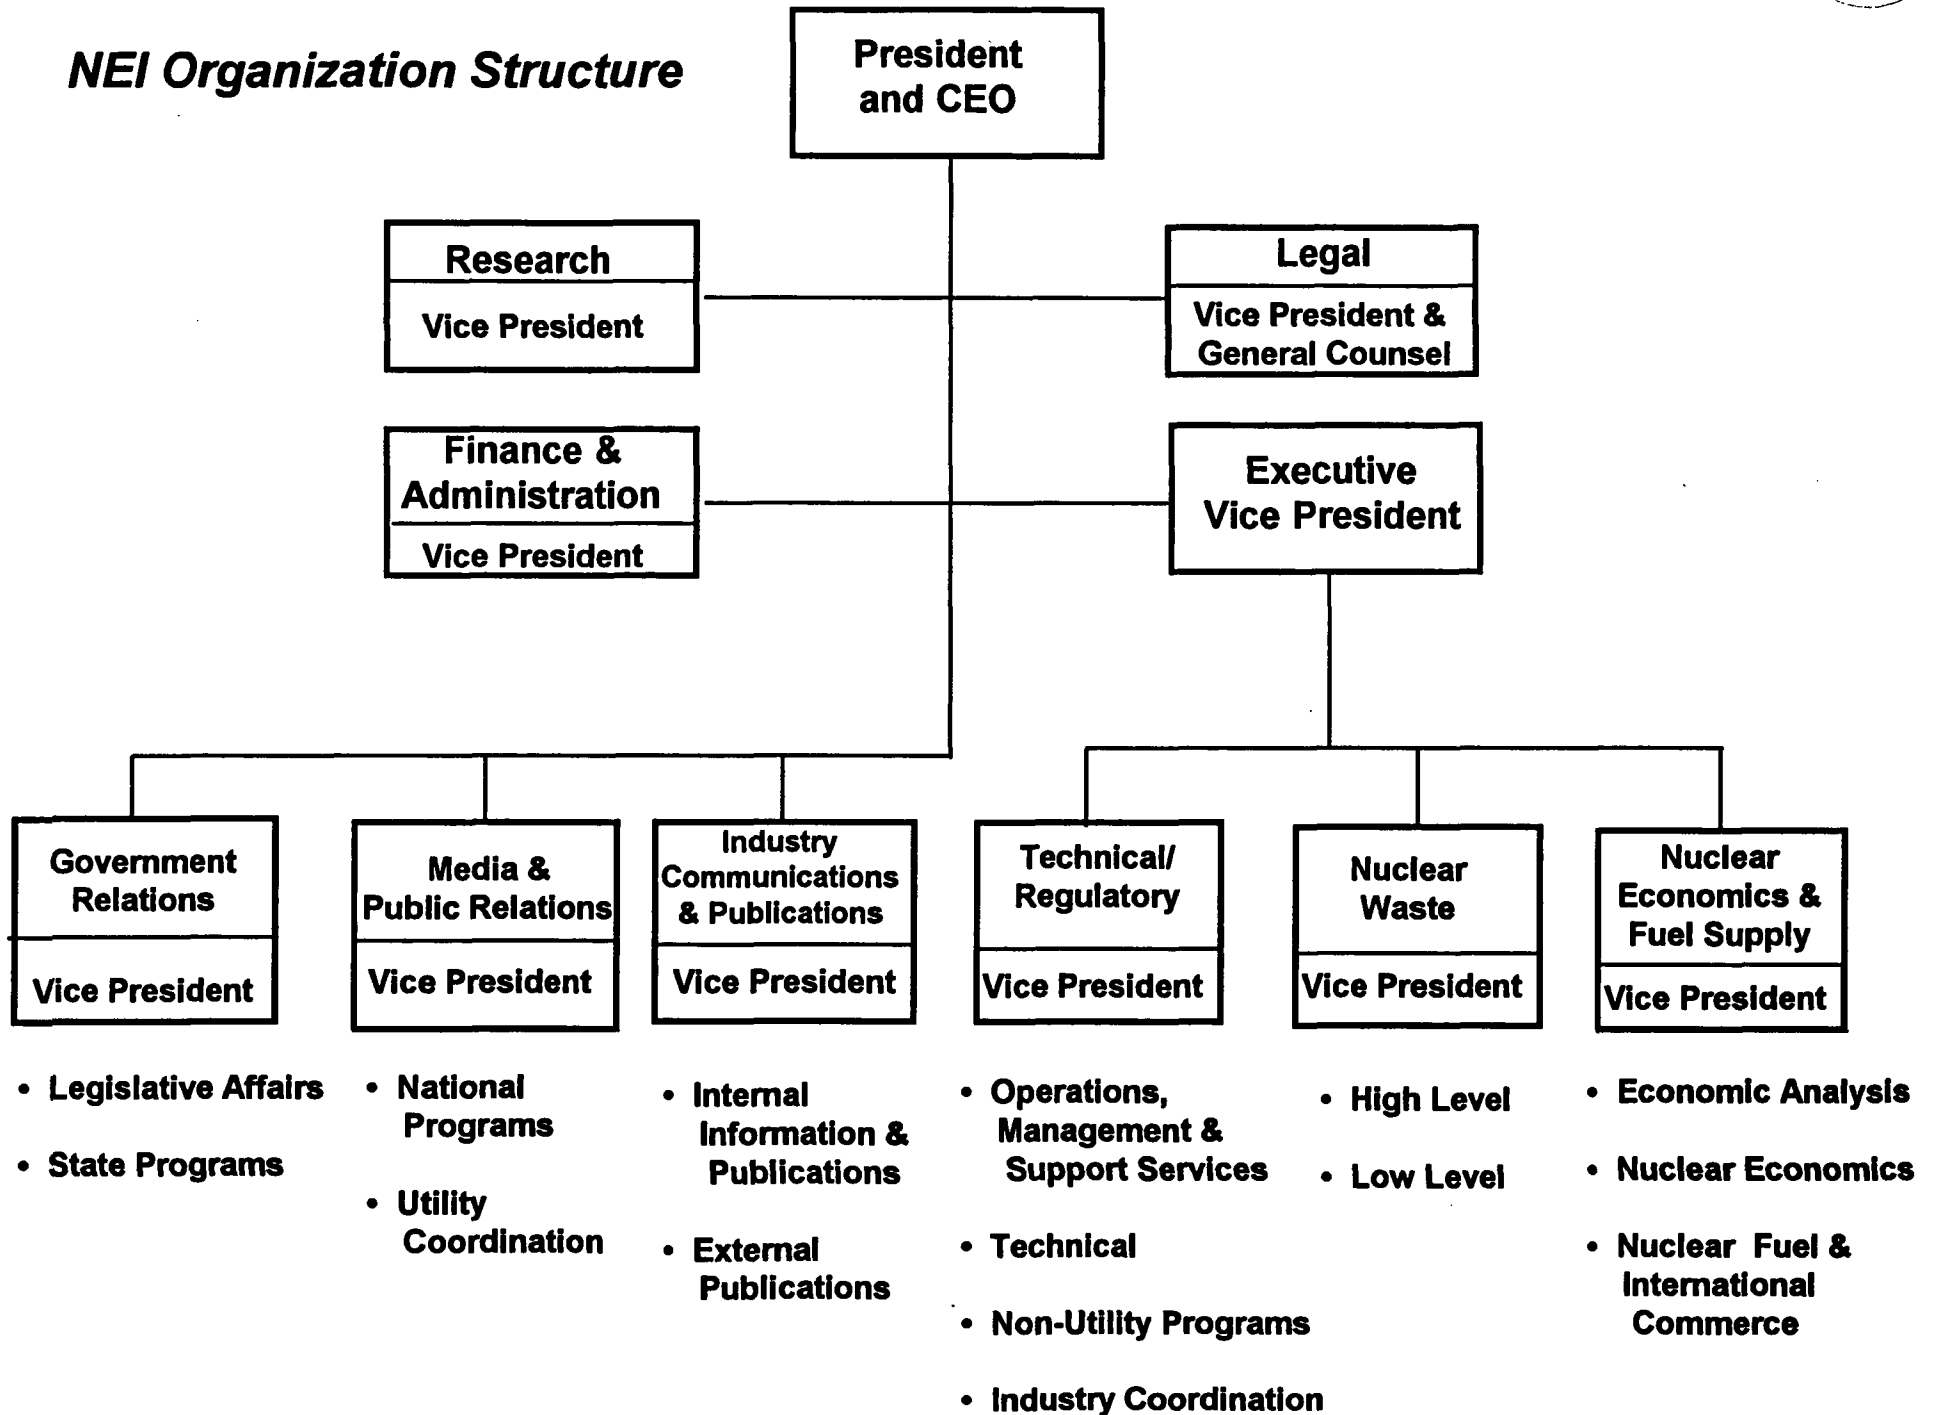 NEI Organization Structure
President
and CEO
Research
Vice President
Legal
Vice President &
General Counsel
Finance &
Administration
Vice President
Executive
Vice President
Government
Relations
Vice President
• Legislative Affairs
• State Programs
Media &
Public Relations
Vice President
• National
Programs
• Utility
Coordination
Industry
Communications
& Publications
Vice President
• Internal
Information &
Publications
• External
Publications
Technical/
Regulatory
Vice President
• Operations,
Management &
Support Services
• Technical
• Non-Utility Programs
• Industry Coordination
Nuclear
Waste
Vice President
• High Level
• Low Level
Nuclear
Economics &
Fuel Supply
Vice President
• Economic Analysis
• Nuclear Economics
• Nuclear Fuel &
International
Commerce